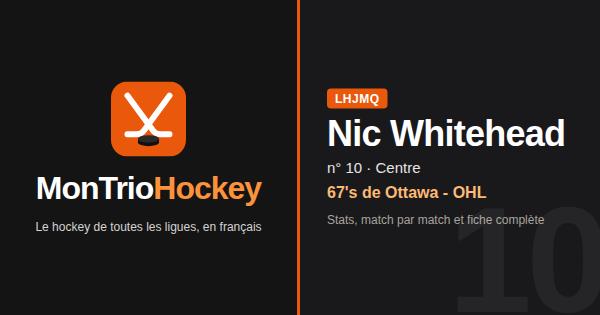 MonTrioHockey
Le hockey de toutes les ligues, en français
LHJMQ
Nic Whitehead
n° 10 · Centre
67's de Ottawa - OHL
Stats, match par match et fiche complète
10